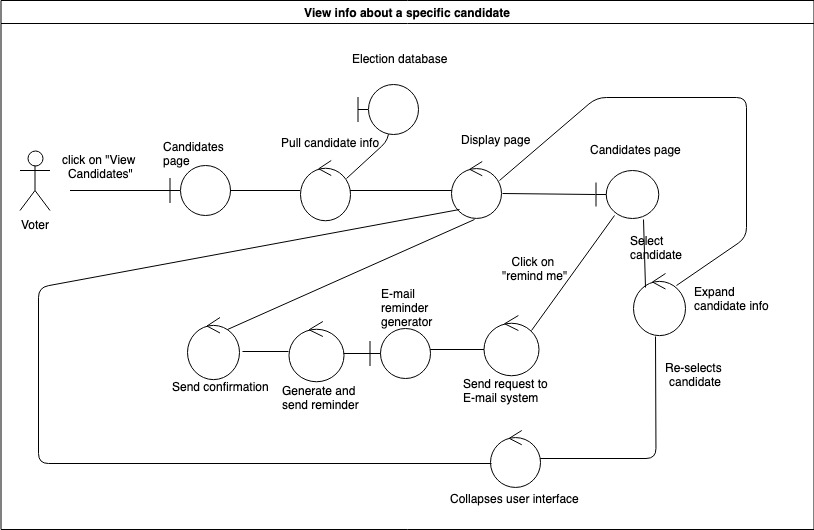 View info about a specific candidate
Election database
click on "View
Candidates"
Candidates
page
Pull candidate info
Display page
Candidates page
Voter
Select
candidate
Click on
"remind me"
E-mail
reminder
generator
Expand
candidate info
Send confirmation
Generate and
send reminder
Send request to
E-mail system
Re-selects
candidate
Collapses user interface